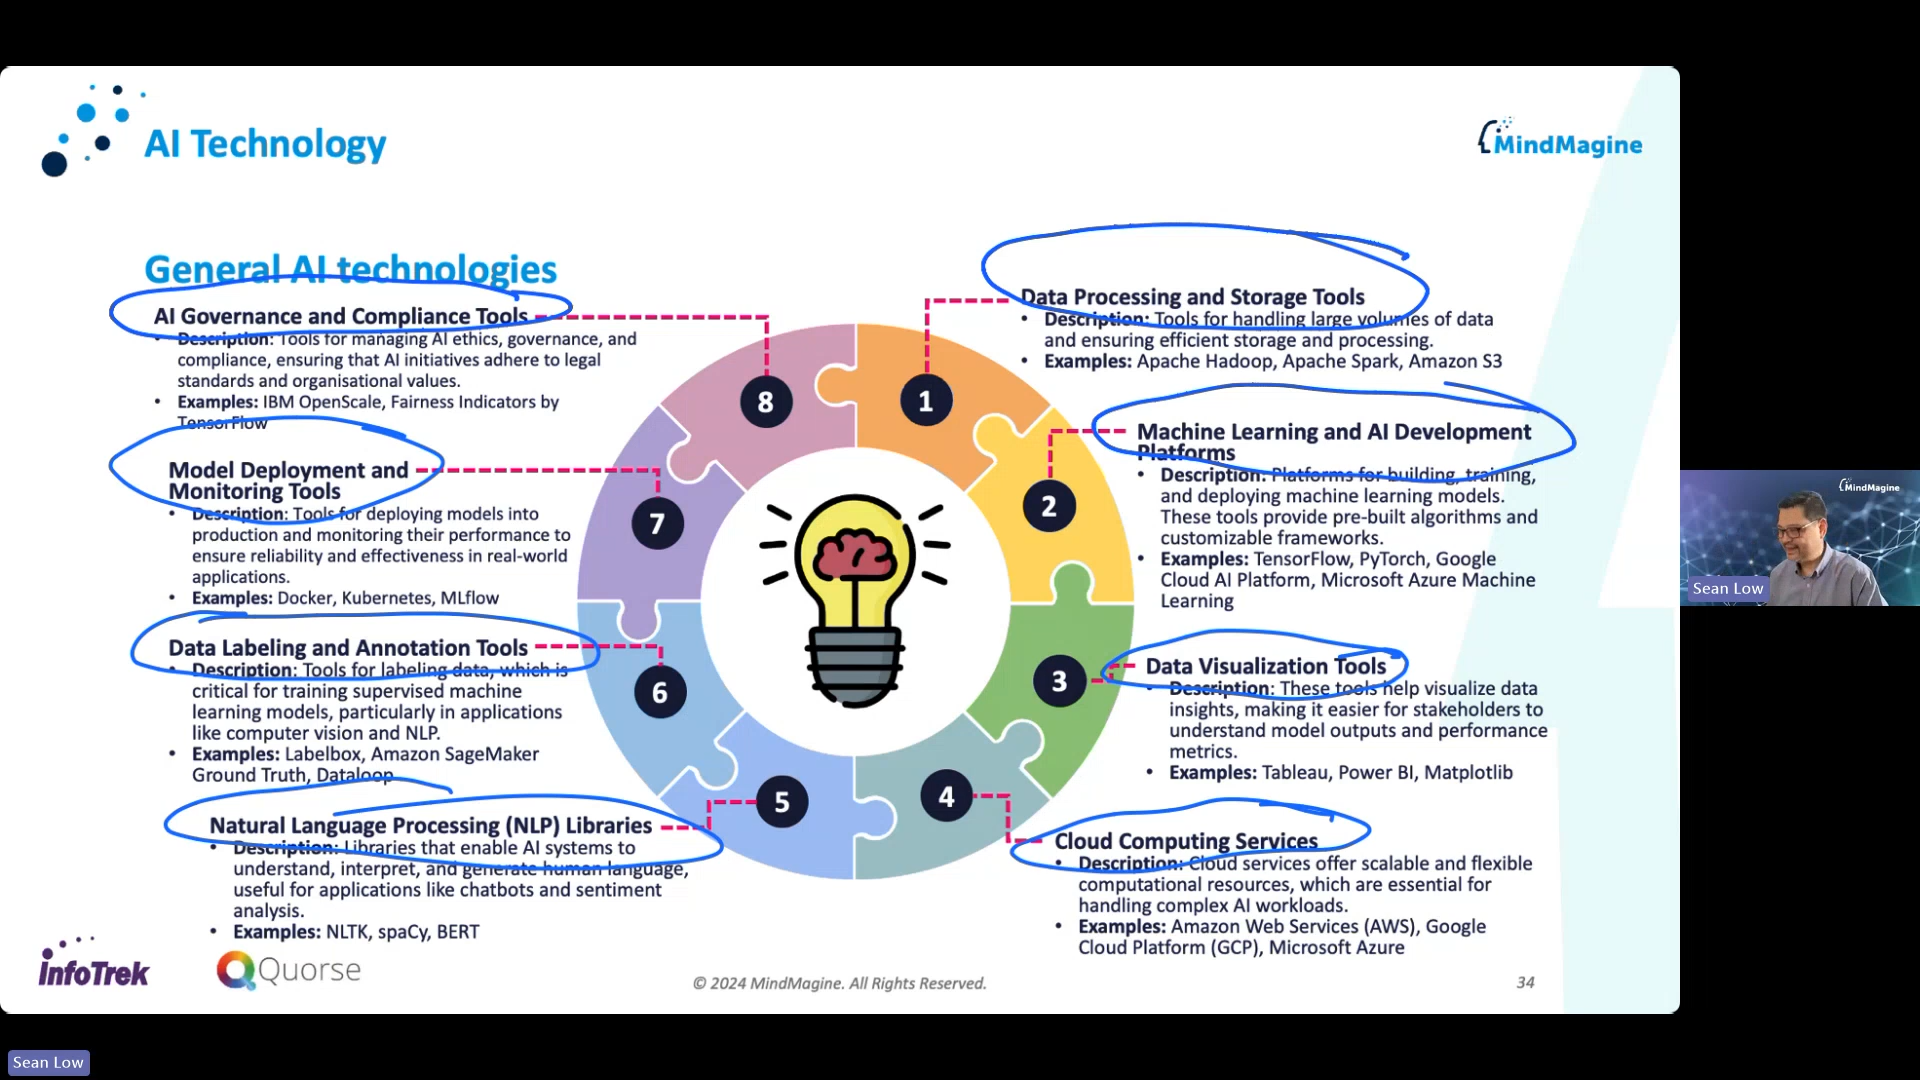 AI Technology
MindMagine
General AI technologies
AI Governance and Compliance Tools
• Description: Tools for managing AI ethics, governance, and
compliance, ensuring that AI initiatives adhere to legal
standards and organisational values.
• Examples: IBM OpenScale, Fairness Indicators by
TensorFlow
Model Deployment and
Monitoring Tools
• Description: Tools for deploying models into
production and monitoring their performance to
ensure reliability and effectiveness in real-world
applications.
• Examples: Docker, Kubernetes, MLflow
Data Labeling and Annotation Tools
• Description: Tools for labeling data, which is
critical for training supervised machine
learning models, particularly in applications
like computer vision and NLP.
• Examples: Labelbox, Amazon SageMaker
Ground Truth, Dataloop
Natural Language Processing (NLP) Libraries
• Description: Libraries that enable AI systems to
understand, interpret, and generate human language,
useful for applications like chatbots and sentiment
analysis.
• Examples: NLTK, spaCy, BERT
8
1
7
2
6
3
5
4
Data Processing and Storage Tools
• Description: Tools for handling large volumes of data
and ensuring efficient storage and processing.
• Examples: Apache Hadoop, Apache Spark, Amazon S3
Machine Learning and AI Development
Platforms
• Description: Platforms for building, training,
and deploying machine learning models.
These tools provide pre-built algorithms and
customizable frameworks.
• Examples: TensorFlow, PyTorch, Google
Cloud AI Platform, Microsoft Azure Machine
Learning
Data Visualization Tools
• Description: These tools help visualize data
insights, making it easier for stakeholders to
understand model outputs and performance
metrics.
• Examples: Tableau, Power BI, Matplotlib
Cloud Computing Services
• Description: Cloud services offer scalable and flexible
computational resources, which are essential for
handling complex AI workloads.
• Examples: Amazon Web Services (AWS), Google
Cloud Platform (GCP), Microsoft Azure
infoTrek
Quorse
© 2024 MindMagine. All Rights Reserved.
34
MindMagine
Sean Low
Sean Low